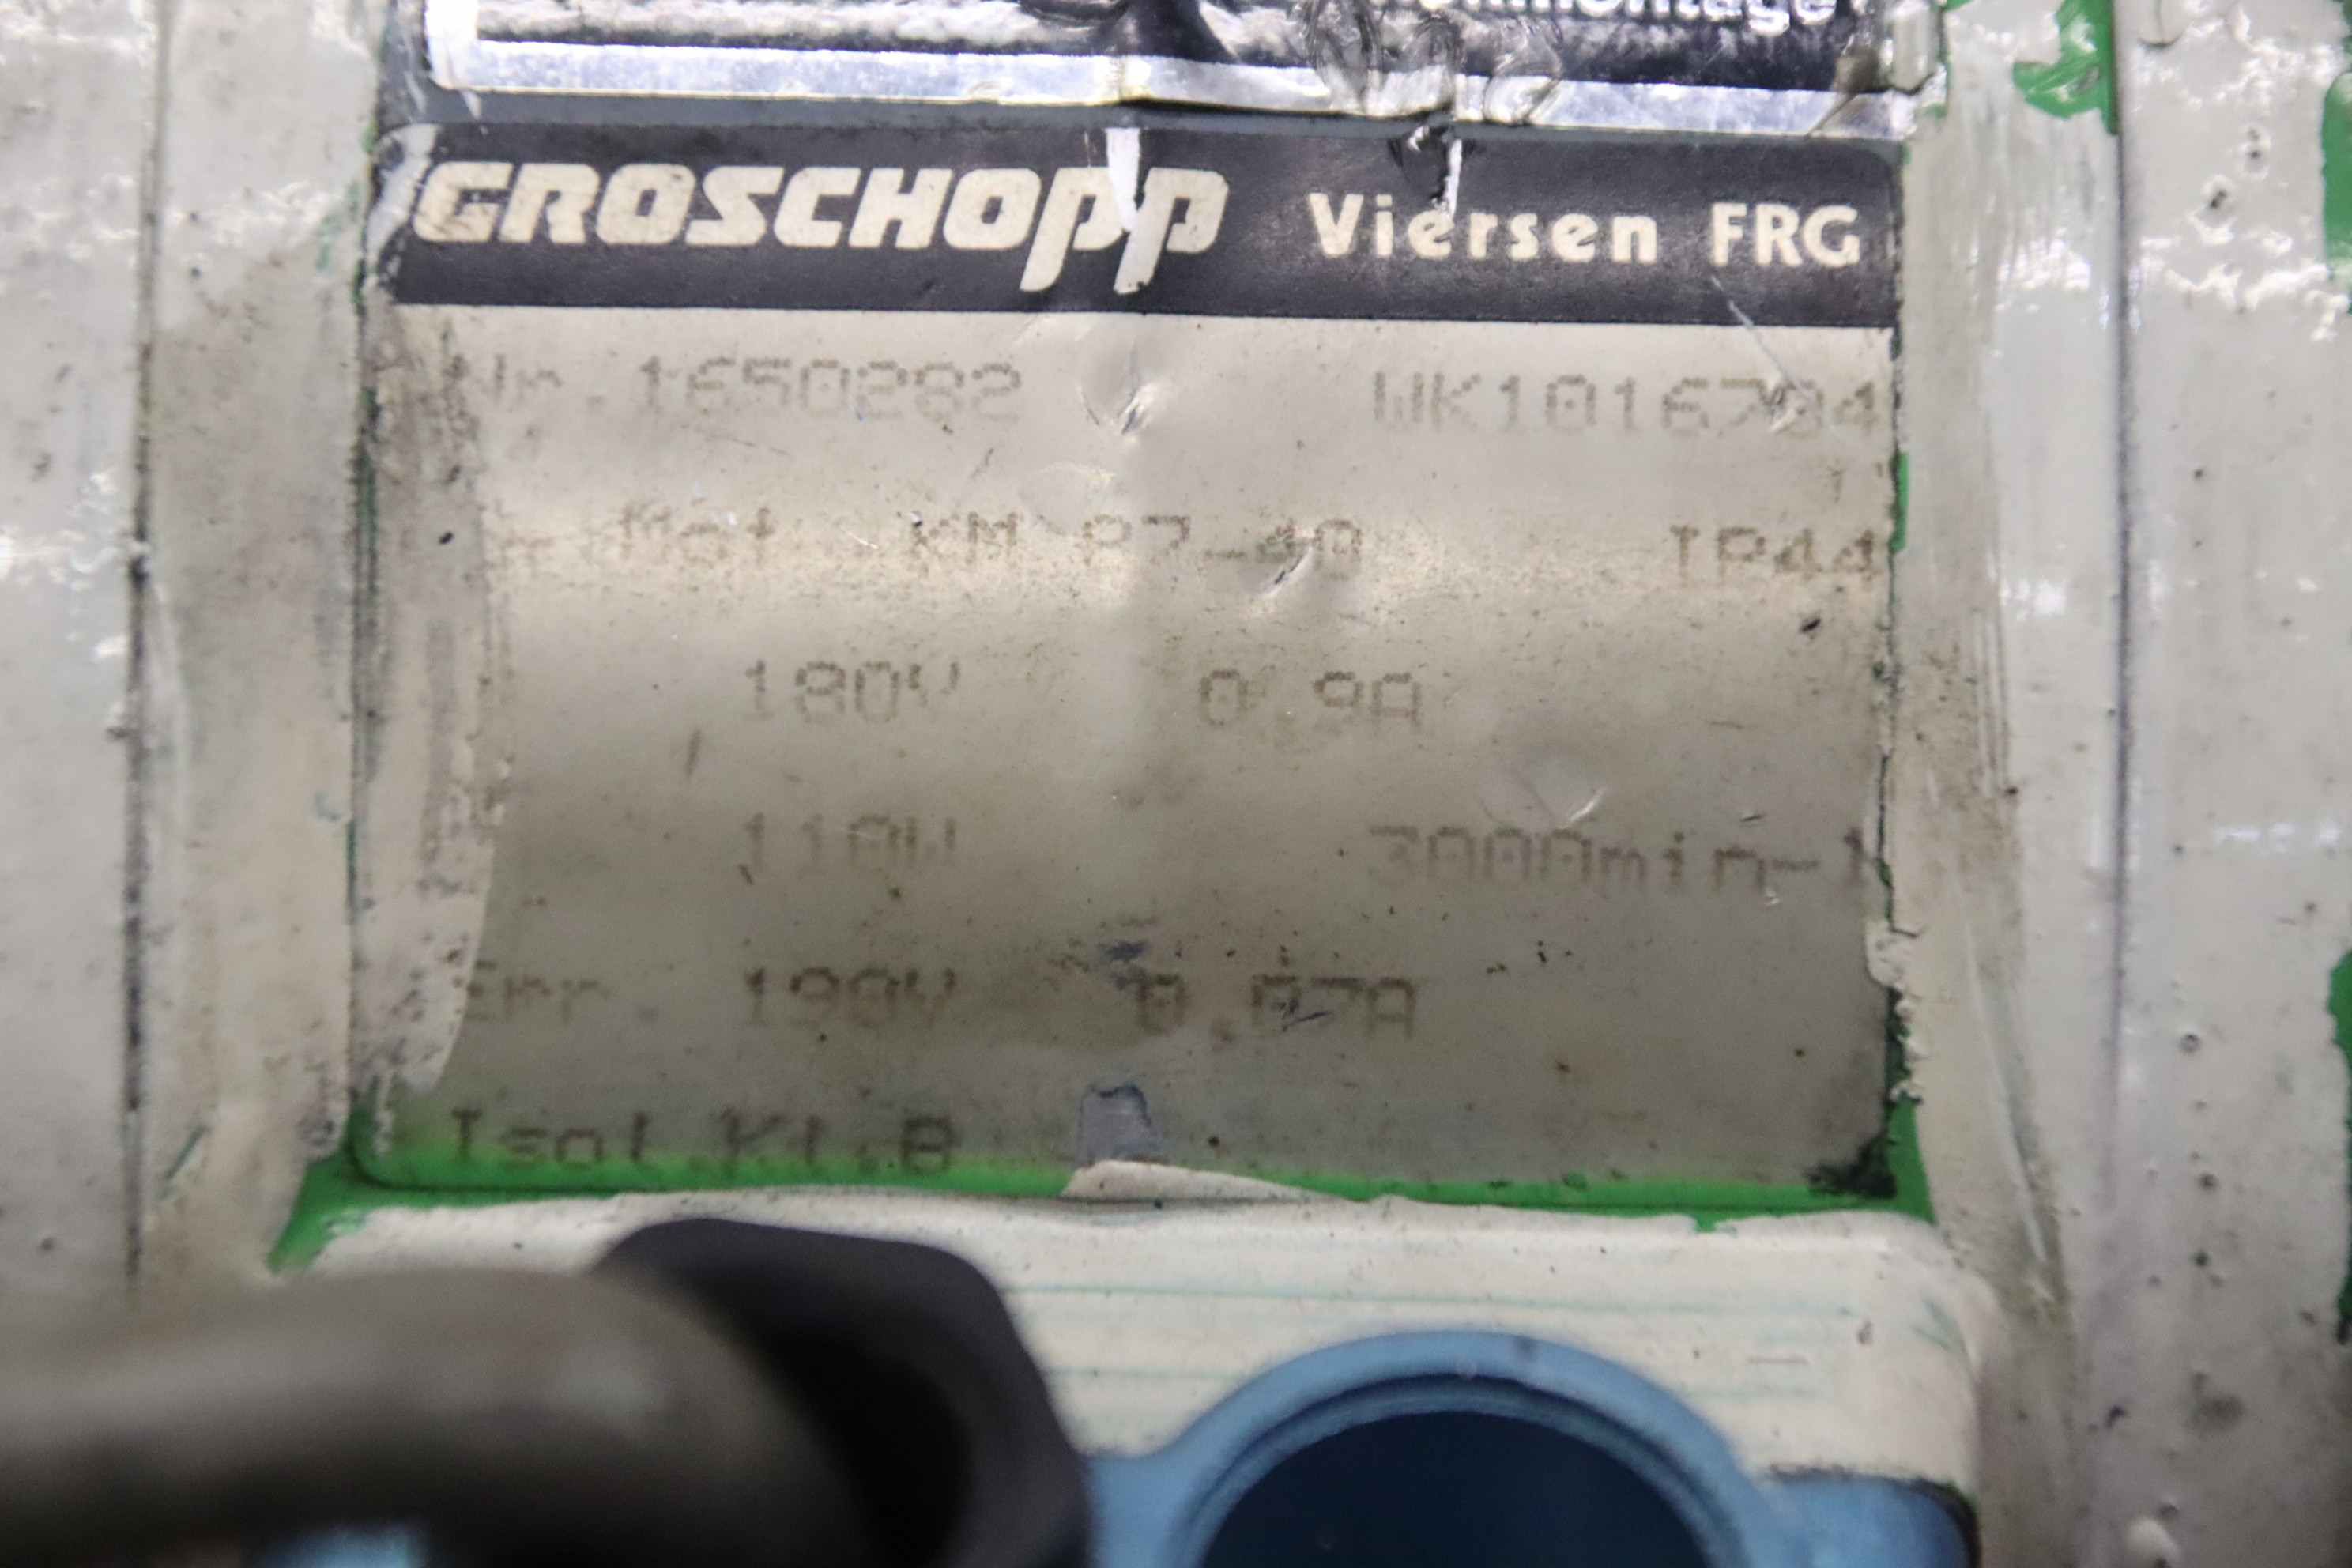 GROSCHOPP Viersen FRG
Nr.1650282 WK1016784
Mot KM 87-40 IP44
180V 0.9A
110W 3000min-1
Err. 190V 0.07A
Isol.Kl.B